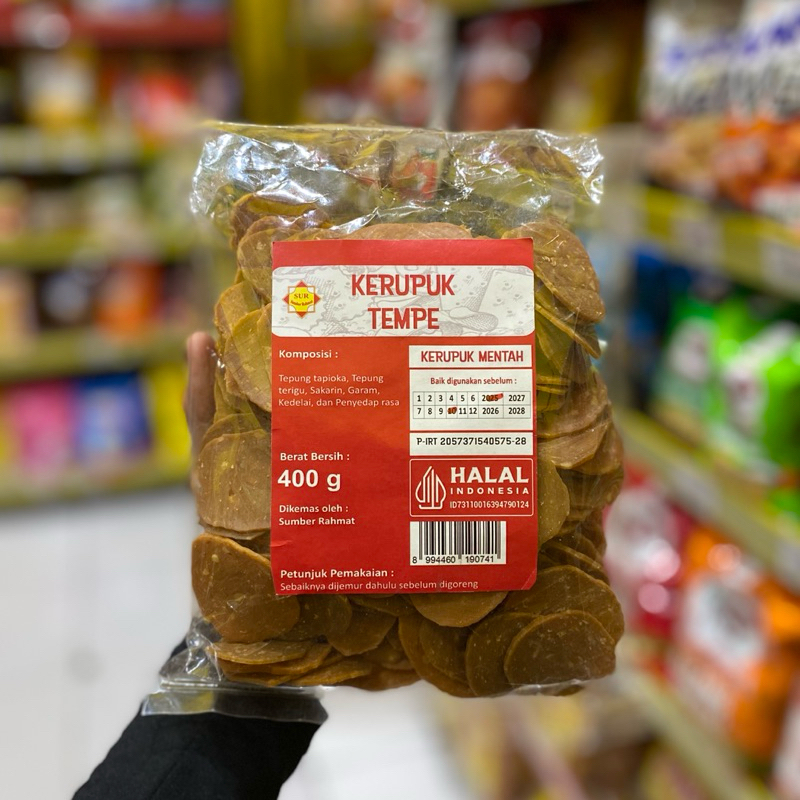 SUR
KERUPUK
TEMPE
Komposisi :
Tepung tapioka, Tepung
terigu, Sakarin, Garam,
Kedelai, dan Penyedap rasa
Berat Bersih :
400 g
Dikemas oleh :
Sumber Rahmat
KERUPUK MENTAH
Baik digunakan sebelum :
1 2 3 4 5 6 2025 2027
7 8 9 10 11 12 2026 2028
P-IRT 2057371540575-28
HALAL
INDONESIA
ID73110016394790124
8 994460 190741
Petunjuk Pemakaian :
Sebaiknya dijemur dahulu sebelum digoreng